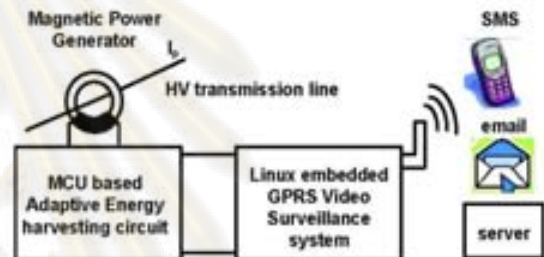 Magnetic Power
Generator
Ip
HV transmission line
MCU based
Adaptive Energy
harvesting circuit
Linux embedded
GPRS Video
Surveillance
system
SMS
email
server